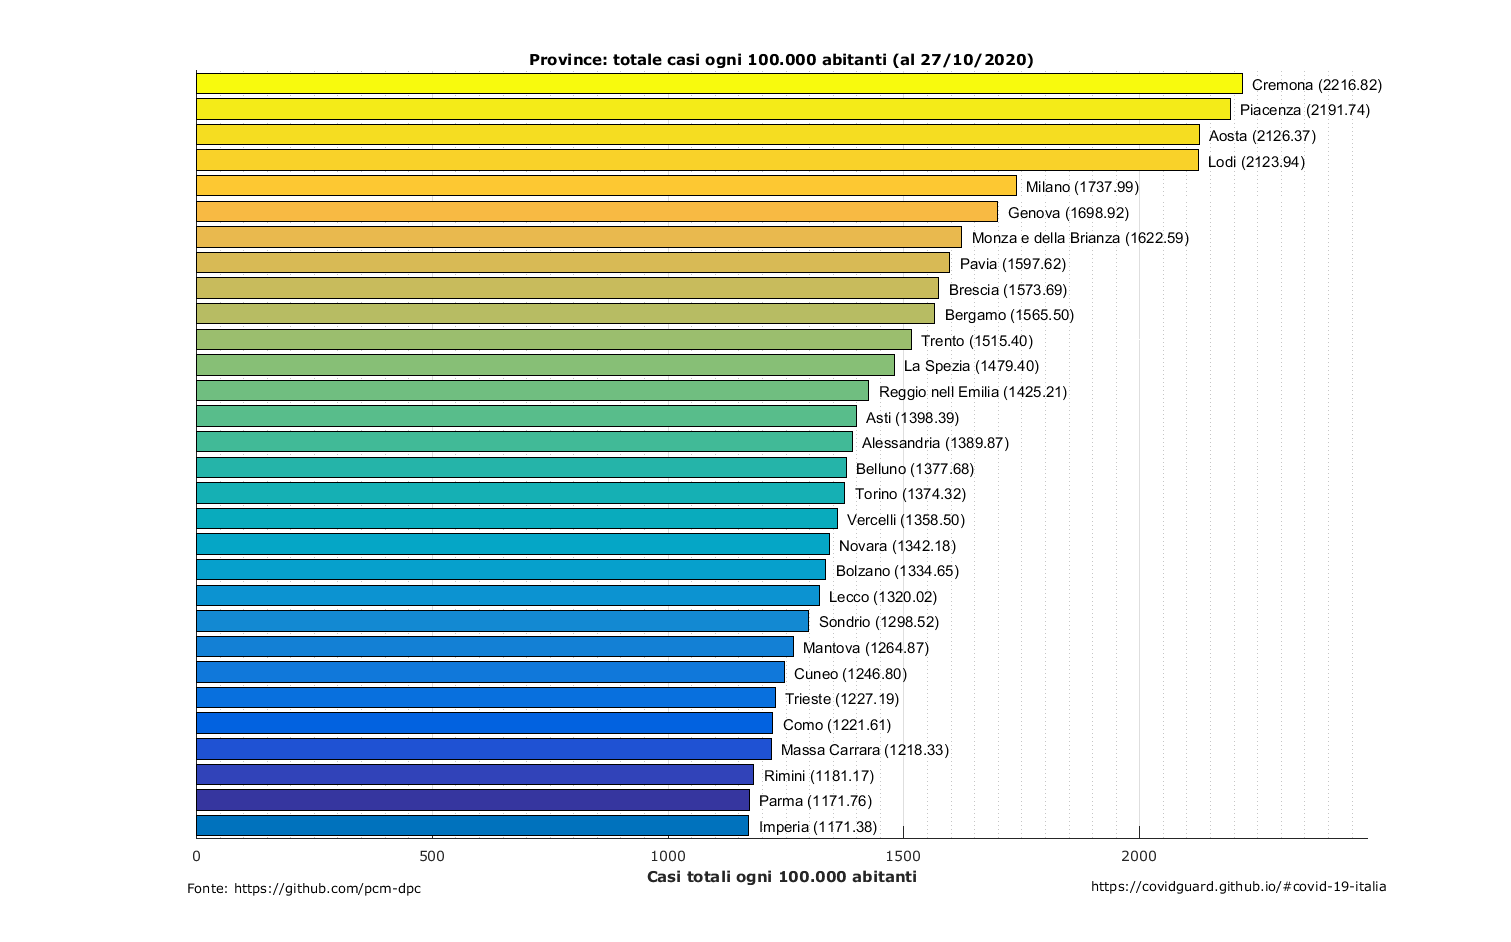 Province: totale casi ogni 100.000 abitanti (al 27/10/2020)
Cremona (2216.82)
Piacenza (2191.74)
Aosta (2126.37)
Lodi (2123.94)
Milano (1737.99)
Genova (1698.92)
Monza e della Brianza (1622.59)
Pavia (1597.62)
Brescia (1573.69)
Bergamo (1565.50)
Trento (1515.40)
La Spezia (1479.40)
Reggio nell Emilia (1425.21)
Asti (1398.39)
Alessandria (1389.87)
Belluno (1377.68)
Torino (1374.32)
Vercelli (1358.50)
Novara (1342.18)
Bolzano (1334.65)
Lecco (1320.02)
Sondrio (1298.52)
Mantova (1264.87)
Cuneo (1246.80)
Trieste (1227.19)
Como (1221.61)
Massa Carrara (1218.33)
Rimini (1181.17)
Parma (1171.76)
Imperia (1171.38)
0 500 1000 1500 2000
Casi totali ogni 100.000 abitanti
Fonte: https://github.com/pcm-dpc
https://covidguard.github.io/#covid-19-italia